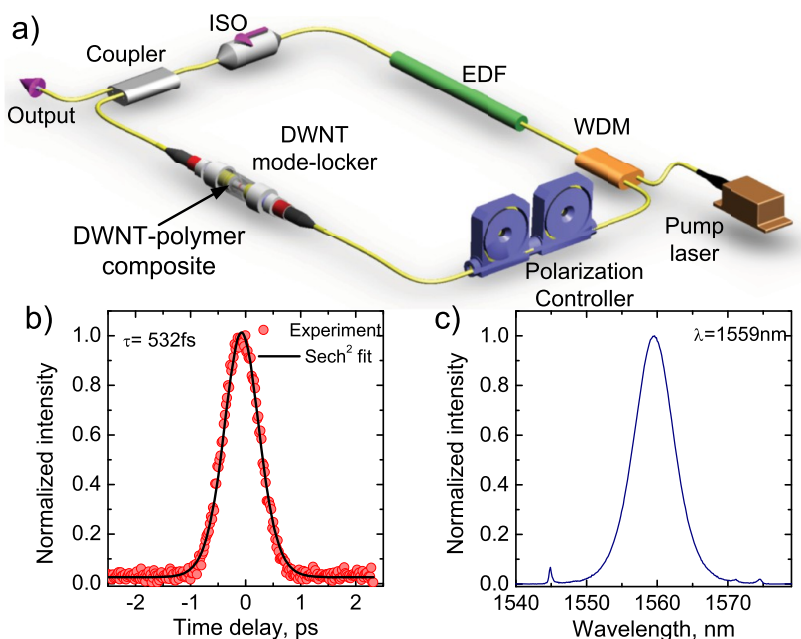 a)
ISO
Coupler
EDF
Output
WDM
DWNT
mode-locker
DWNT-polymer
composite
Pump
laser
Polarization
Controller
b)
τ= 532fs
Experiment
Sech² fit
Normalized intensity
1.0
0.8
0.6
0.4
0.2
0.0
-2 -1 0 1 2
Time delay, ps
c)
λ=1559nm
Normalized intensity
1.0
0.8
0.6
0.4
0.2
0.0
1540 1550 1560 1570
Wavelength, nm